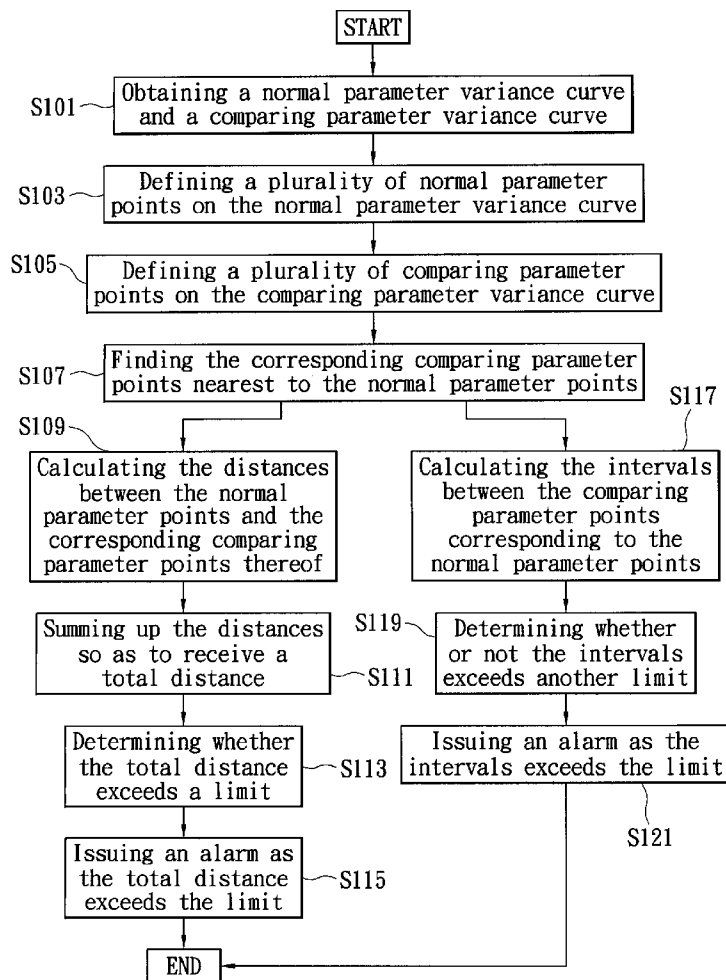 START
S101
Obtaining a normal parameter variance curve
and a comparing parameter variance curve
S103
Defining a plurality of normal parameter
points on the normal parameter variance curve
S105
Defining a plurality of comparing parameter
points on the comparing parameter variance curve
S107
Finding the corresponding comparing parameter
points nearest to the normal parameter points
S109
Calculating the distances
between the normal
parameter points and the
corresponding comparing
parameter points thereof
Summing up the distances
so as to receive a
total distance
S111
Determining whether
the total distance
exceeds a limit
S113
Issuing an alarm as
the total distance
exceeds the limit
S115
S117
Calculating the intervals
between the comparing
parameter points
corresponding to the
normal parameter points
S119
Determining whether
or not the intervals
exceeds another limit
Issuing an alarm as the
intervals exceeds the limit
S121
END